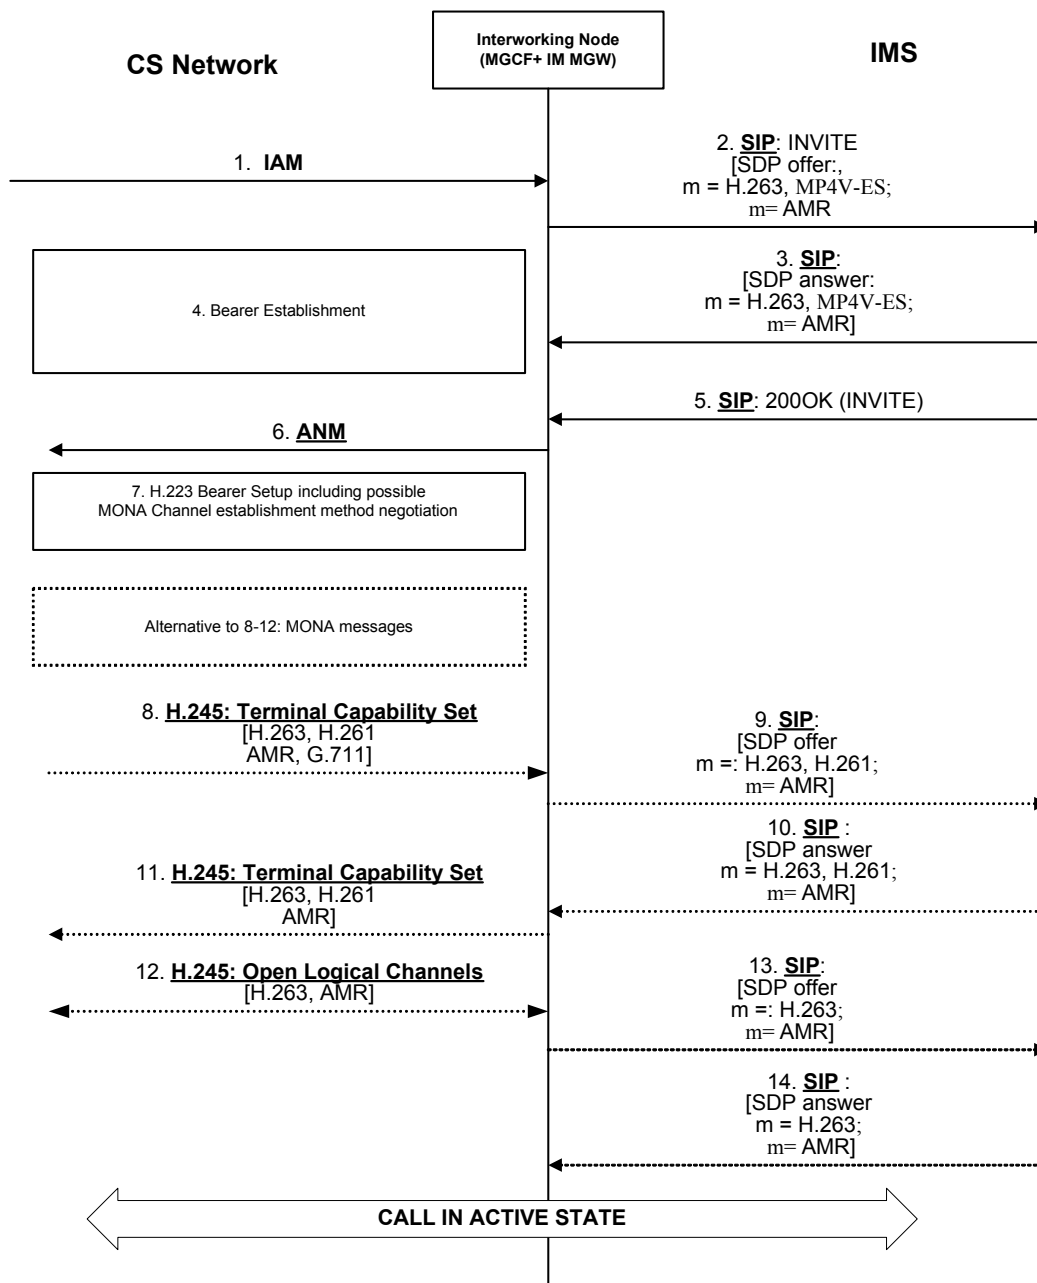 CS Network
Interworking Node
(MGCF+ IM MGW)
IMS
1. IAM
2. SIP: INVITE
[SDP offer:,
m = H.263, MP4V-ES;
m= AMR
3. SIP:
[SDP answer:
m = H.263, MP4V-ES;
m= AMR]
4. Bearer Establishment
5. SIP: 200OK (INVITE)
6. ANM
7. H.223 Bearer Setup including possible
MONA Channel establishment method negotiation
Alternative to 8-12: MONA messages
8. H.245: Terminal Capability Set
[H.263, H.261
AMR, G.711]
9. SIP:
[SDP offer
m =: H.263, H.261;
m= AMR]
10. SIP :
[SDP answer
m = H.263, H.261;
m= AMR]
11. H.245: Terminal Capability Set
[H.263, H.261
AMR]
12. H.245: Open Logical Channels
[H.263, AMR]
13. SIP:
[SDP offer
m =: H.263;
m= AMR]
14. SIP :
[SDP answer
m = H.263;
m= AMR]
CALL IN ACTIVE STATE